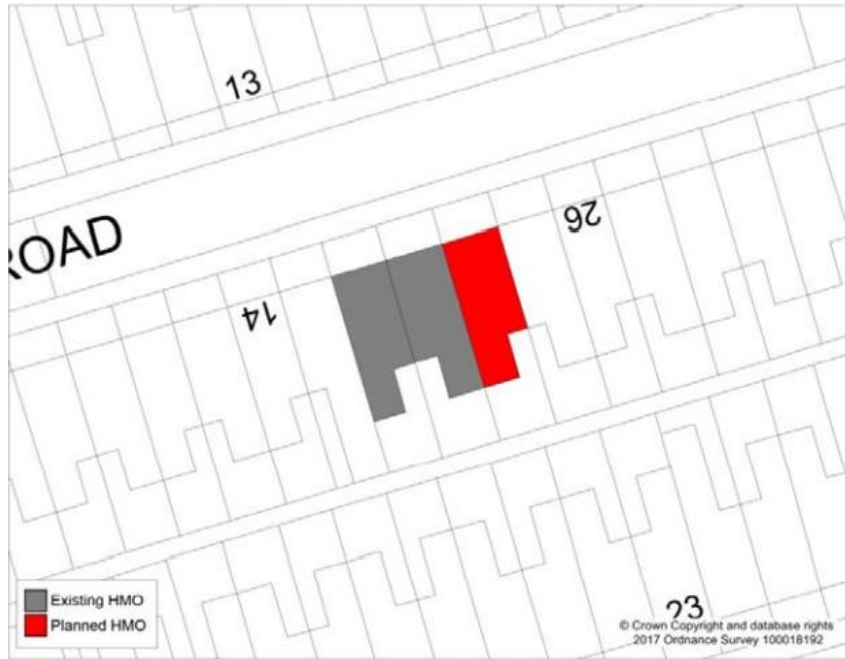 13
ROAD
26
14
Existing HMO
Planned HMO
23
© Crown Copyright and database rights
2017 Ordnance Survey 100018192